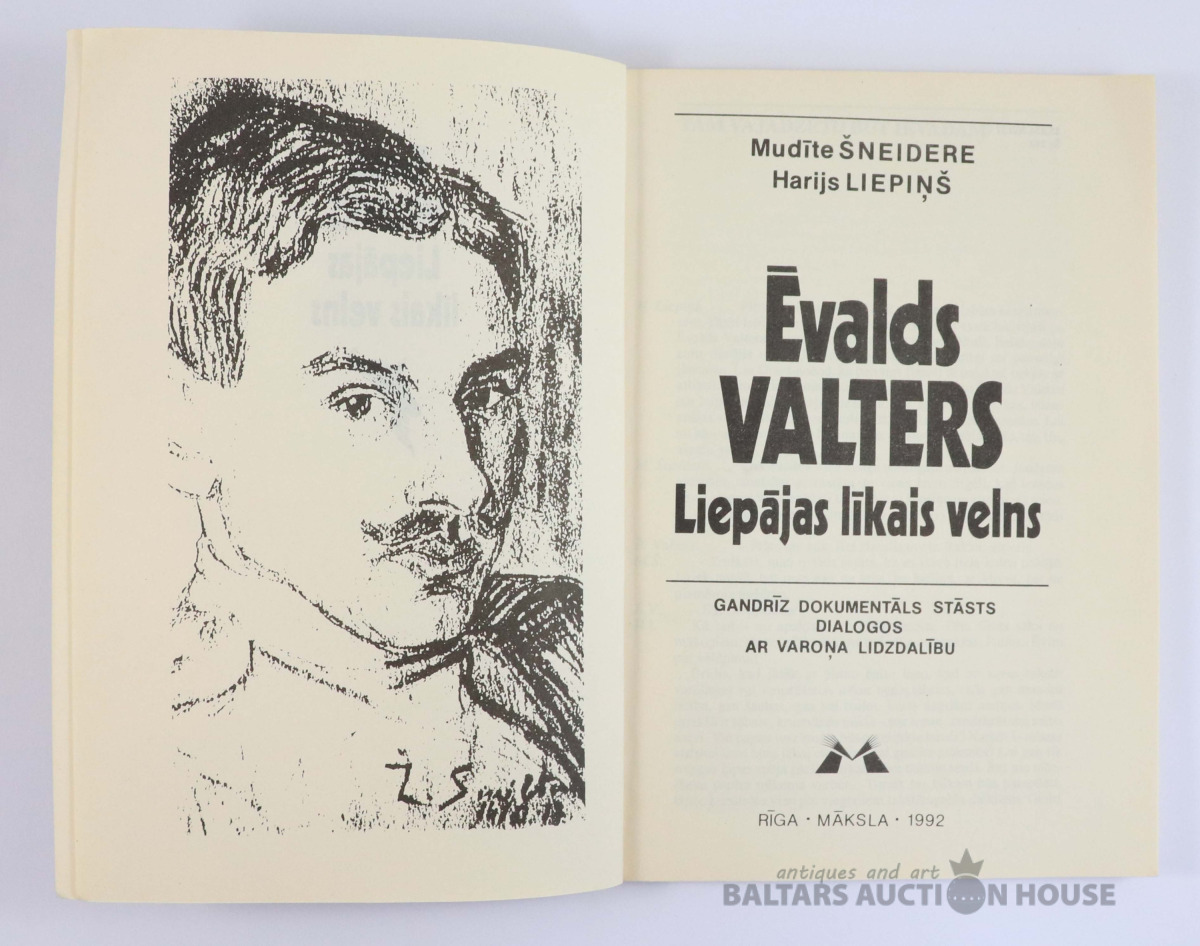 Mudīte ŠNEIDERE
Harijs LIEPIŅŠ
Ēvalds
VALTERS
Liepājas līkais velns
GANDRĪZ DOKUMENTĀLS STĀSTS
DIALOGOS
AR VAROŅA LIDZDALĪBU
RĪGA · MĀKSLA · 1992
antiques and art
BALTARS AUCTION HOUSE